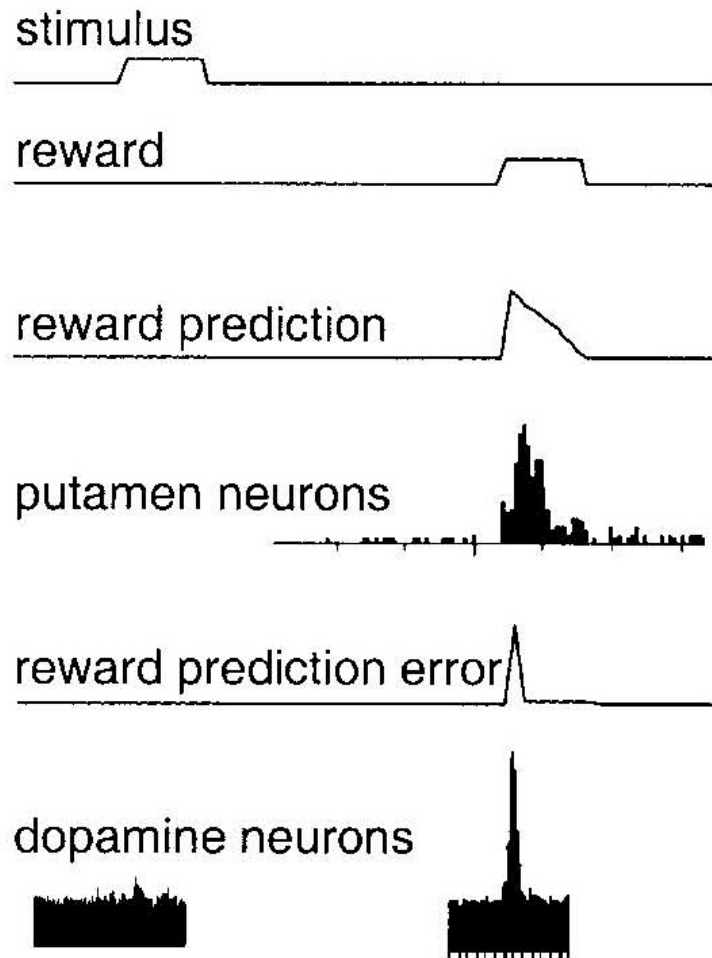 stimulus
reward
reward prediction
putamen neurons
reward prediction error
dopamine neurons